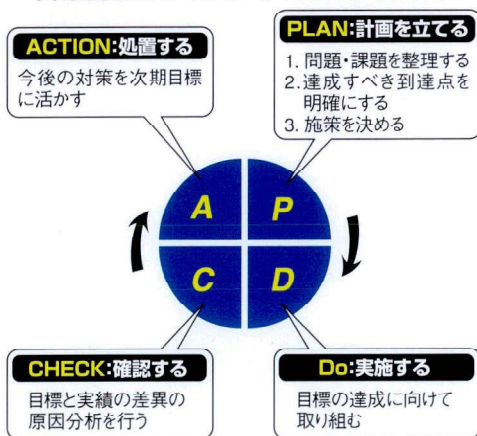 ACTION:処置する
今後の対策を次期目標
に活かす
PLAN:計画を立てる
1. 問題・課題を整理する
2.達成すべき到達点を
明確にする
3. 施策を決める
A
P
C
D
CHECK:確認する
目標と実績の差異の
原因分析を行う
Do:実施する
目標の達成に向けて
取り組む